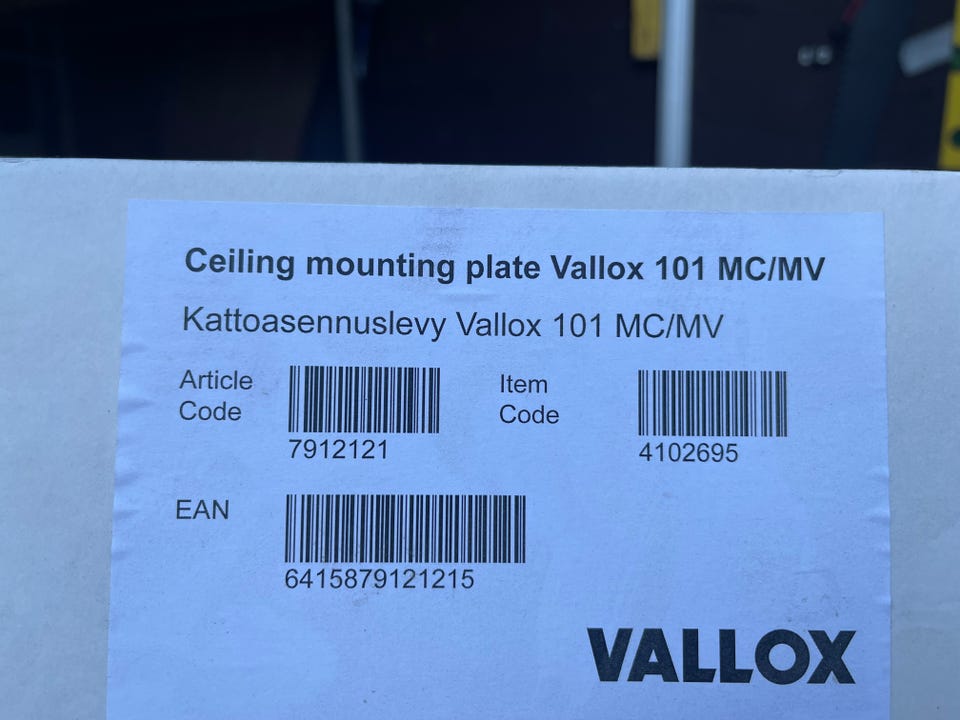 Ceiling mounting plate Vallox 101 MC/MV
Kattoasennuslevy Vallox 101 MC/MV
Article Code
7912121
Item Code
4102695
EAN
6415879121215
VALLOX